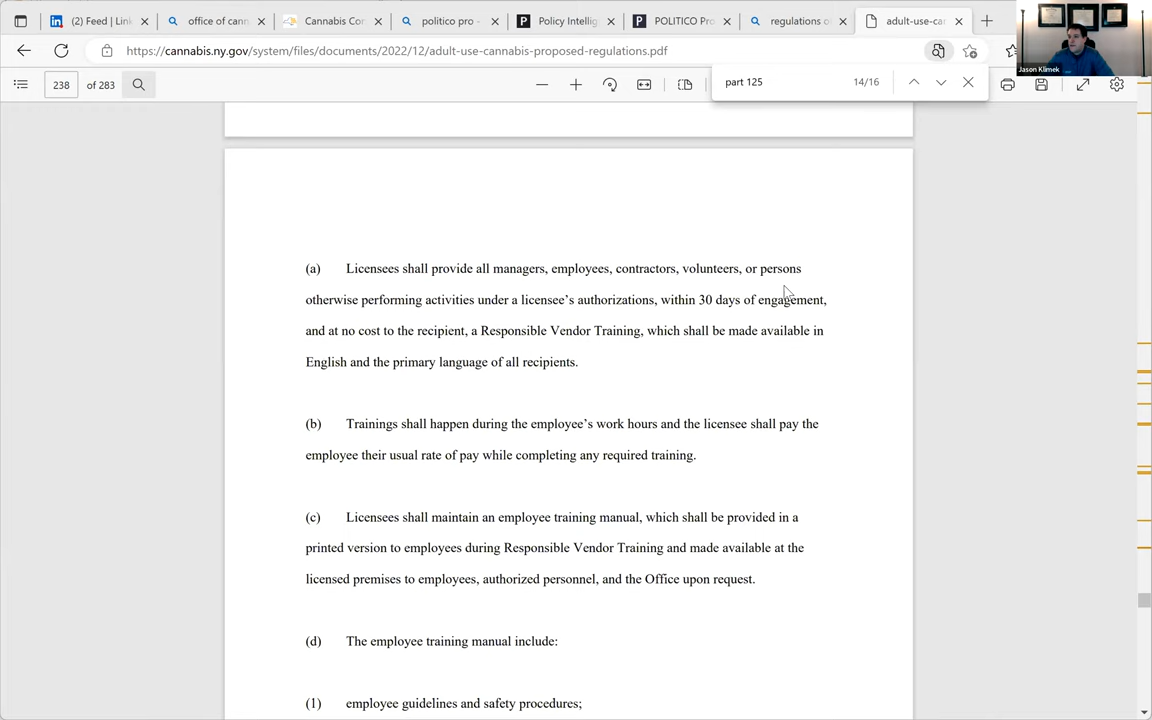 (2) Feed | Link
office of cann
Cannabis Con
politico pro -
Policy Intellig
POLITICO Pro
regulations o
adult-use-can
https://cannabis.ny.gov/system/files/documents/2022/12/adult-use-cannabis-proposed-regulations.pdf
Jason Klimek
238 of 283
part 125 14/16
(a) Licensees shall provide all managers, employees, contractors, volunteers, or persons
otherwise performing activities under a licensee's authorizations, within 30 days of engagement,
and at no cost to the recipient, a Responsible Vendor Training, which shall be made available in
English and the primary language of all recipients.
(b) Trainings shall happen during the employee's work hours and the licensee shall pay the
employee their usual rate of pay while completing any required training.
(c) Licensees shall maintain an employee training manual, which shall be provided in a
printed version to employees during Responsible Vendor Training and made available at the
licensed premises to employees, authorized personnel, and the Office upon request.
(d) The employee training manual include:
(1) employee guidelines and safety procedures;